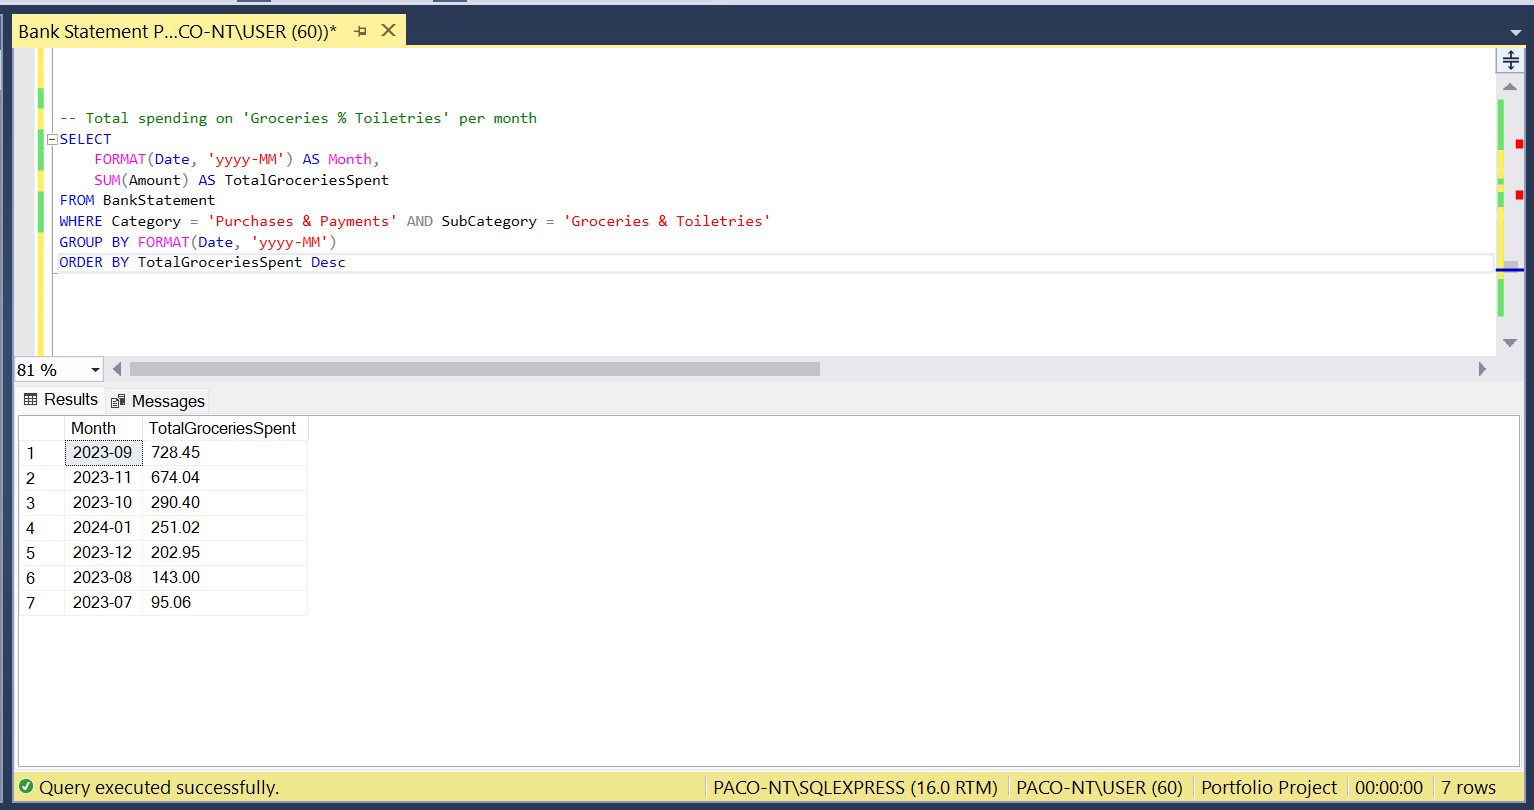 Bank Statement P...CO-NT\USER (60))*
-- Total spending on 'Groceries % Toiletries' per month
SELECT
FORMAT(Date, 'yyyy-MM') AS Month,
SUM(Amount) AS TotalGroceriesSpent
FROM BankStatement
WHERE Category = 'Purchases & Payments' AND SubCategory = 'Groceries & Toiletries'
GROUP BY FORMAT(Date, 'yyyy-MM')
ORDER BY TotalGroceriesSpent Desc
81 %
Results Messages
Month TotalGroceriesSpent
1 2023-09 728.45
2 2023-11 674.04
3 2023-10 290.40
4 2024-01 251.02
5 2023-12 202.95
6 2023-08 143.00
7 2023-07 95.06
Query executed successfully. PACO-NT\SQLEXPRESS (16.0 RTM) PACO-NT\USER (60) Portfolio Project 00:00:00 7 rows